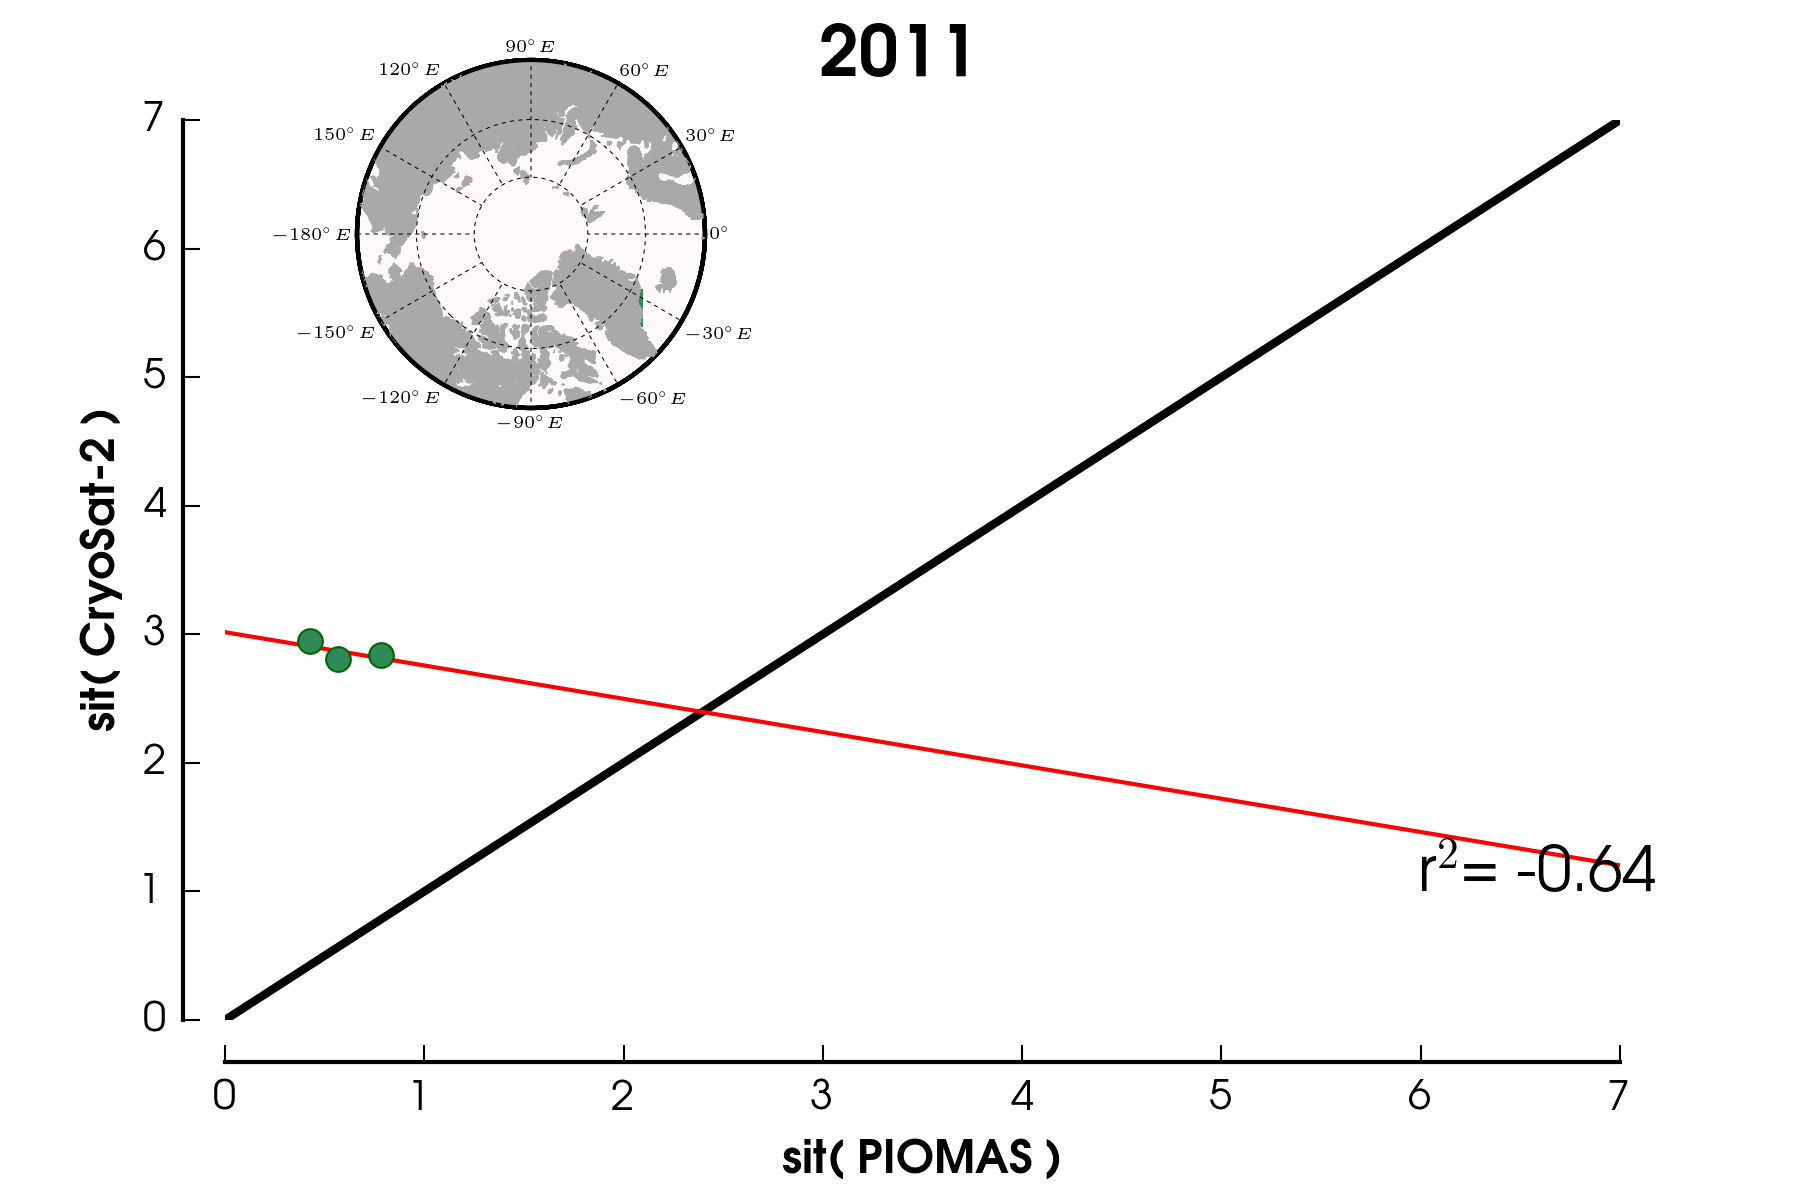 2011
90° E
120° E
60° E
150° E
30° E
−180° E
0°
−150° E
−30° E
−120° E
−60° E
−90° E
7
6
5
4
3
2
1
0
sit( CryoSat-2 )
r²= -0.64
0 1 2 3 4 5 6 7
sit( PIOMAS )